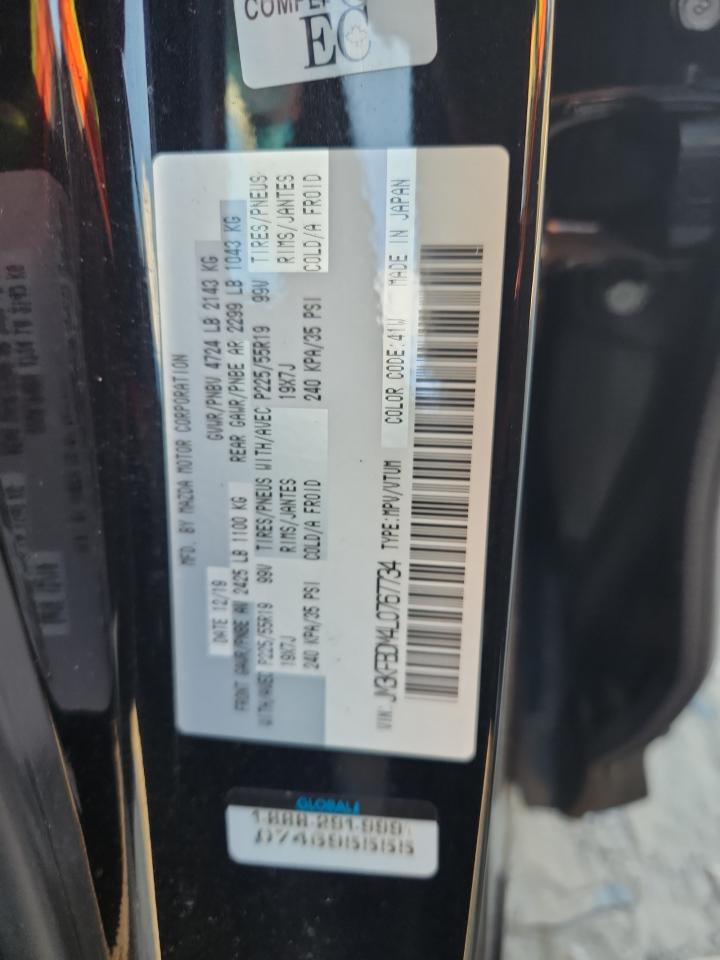 COMPLE
EC
MFD. BY MAZDA MOTOR CORPORATION
DATE 12/19 GVWR/PNBV 4724 LB 2143 KG
FRONT GAWR/PNBE AV 2425 LB 1100 KG REAR GAWR/PNBE AR 2299 LB 1043 KG
WITH/AVEC P225/55R19 99V TIRES/PNEUS WITH/AVEC P225/55R19 99V TIRES/PNEUS
19X7J RIMS/JANTES 19X7J RIMS/JANTES
240 KPA/35 PSI COLD/A FROID 240 KPA/35 PSI COLD/A FROID
VIN:JM3KFBDM4L0767734 TYPE:MPV/VTUM COLOR CODE:41W MADE IN JAPAN
GLOBALi